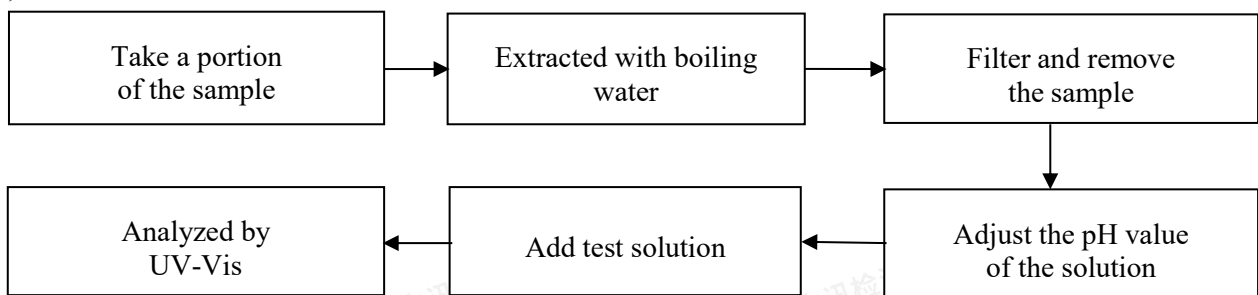 Take a portion
of the sample
Extracted with boiling
water
Filter and remove
the sample
Adjust the pH value
of the solution
Add test solution
Analyzed by
UV-Vis